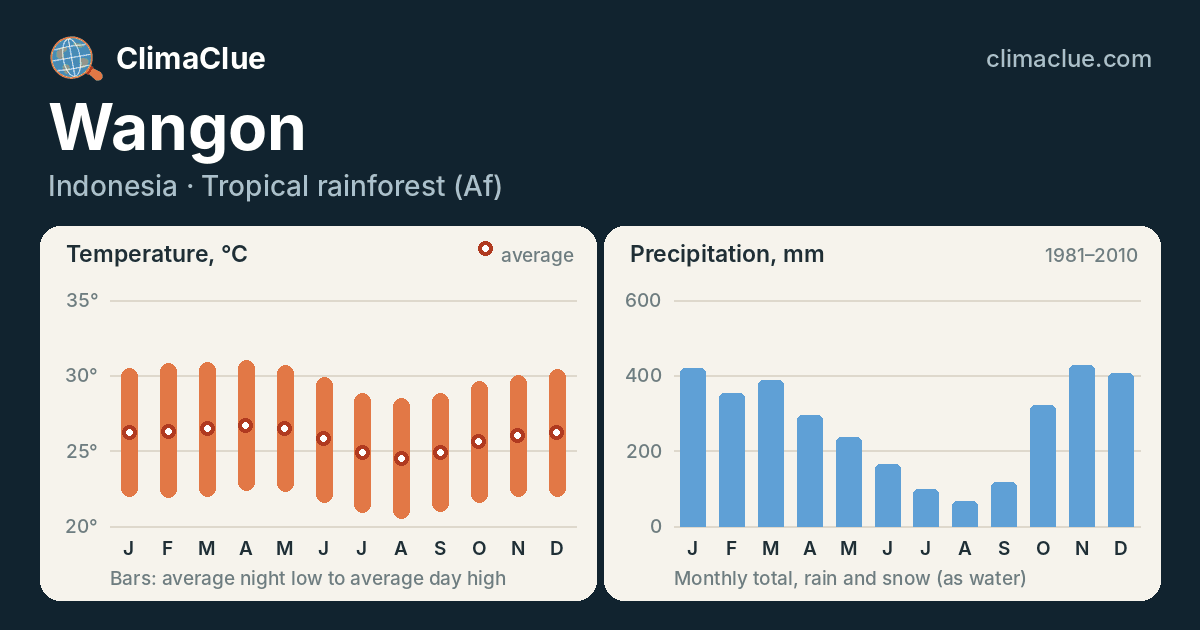 ClimaClue
climaclue.com
Wangon
Indonesia · Tropical rainforest (Af)
Temperature, °C
average
35°
30°
25°
20°
J F M A M J J A S O N D
Bars: average night low to average day high
Precipitation, mm
1981–2010
600
400
200
0
J F M A M J J A S O N D
Monthly total, rain and snow (as water)